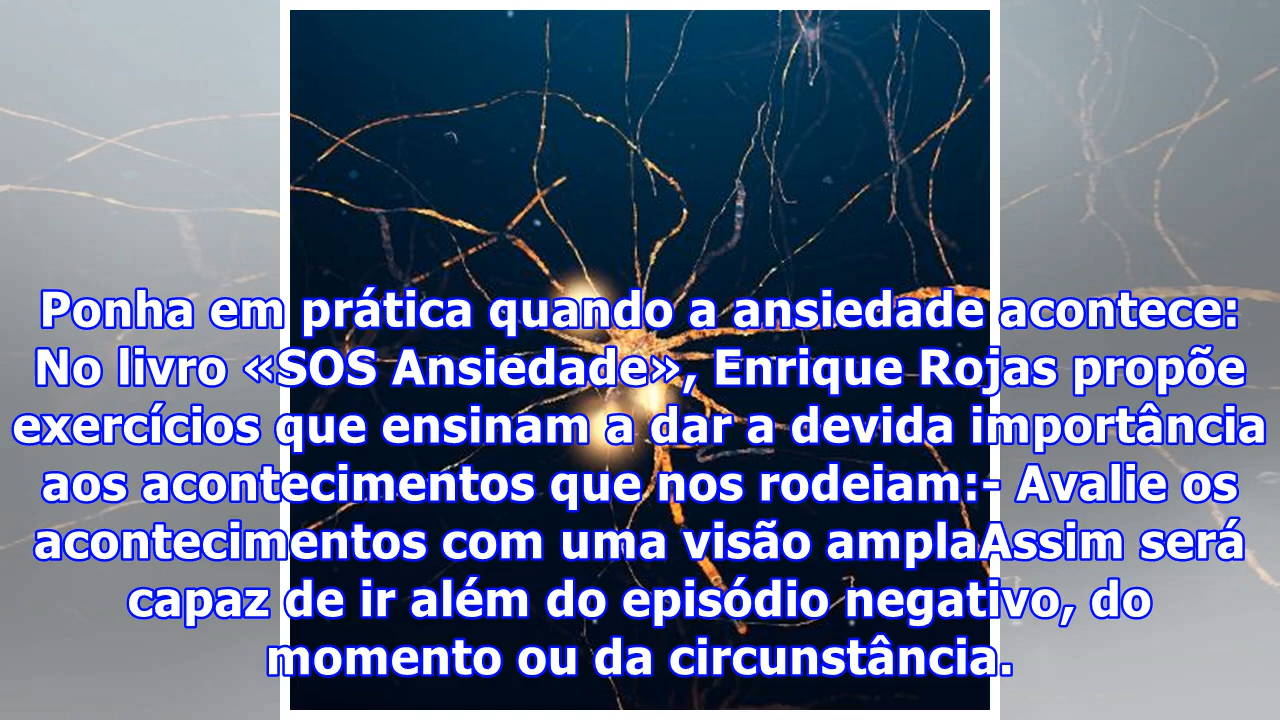 Ponha em prática quando a ansiedade acontece:
No livro «SOS Ansiedade», Enrique Rojas propõe
exercícios que ensinam a dar a devida importância
aos acontecimentos que nos rodeiam:- Avalie os
acontecimentos com uma visão amplaAssim será
capaz de ir além do episódio negativo, do
momento ou da circunstância.